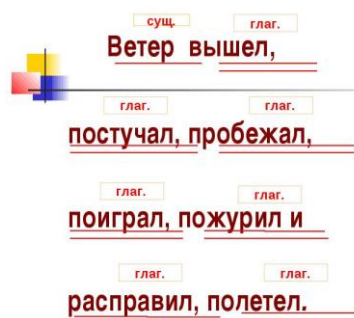 сущ. глаг.
Ветер вышел,
глаг. глаг.
постучал, пробежал,
глаг. глаг.
поиграл, пожурил и
глаг. глаг.
расправил, полетел.